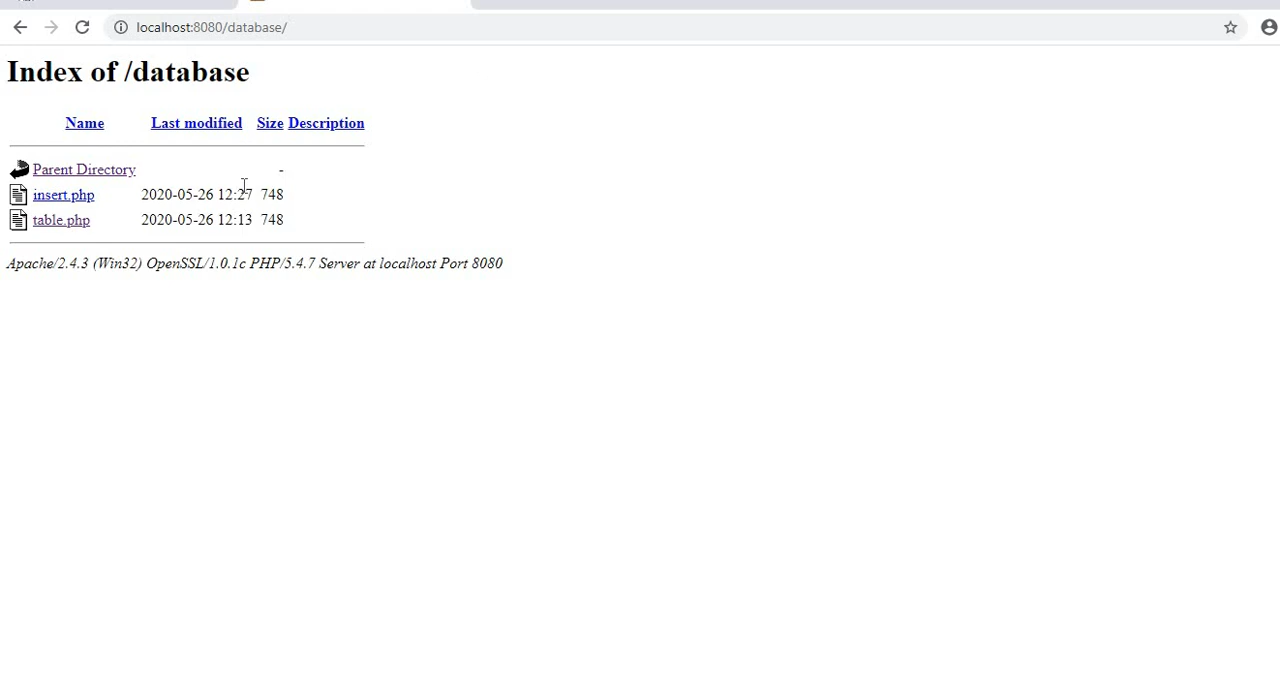 localhost:8080/database/
Index of /database
Name Last modified Size Description
Parent Directory -
insert.php 2020-05-26 12:27 748
table.php 2020-05-26 12:13 748
Apache/2.4.3 (Win32) OpenSSL/1.0.1c PHP/5.4.7 Server at localhost Port 8080